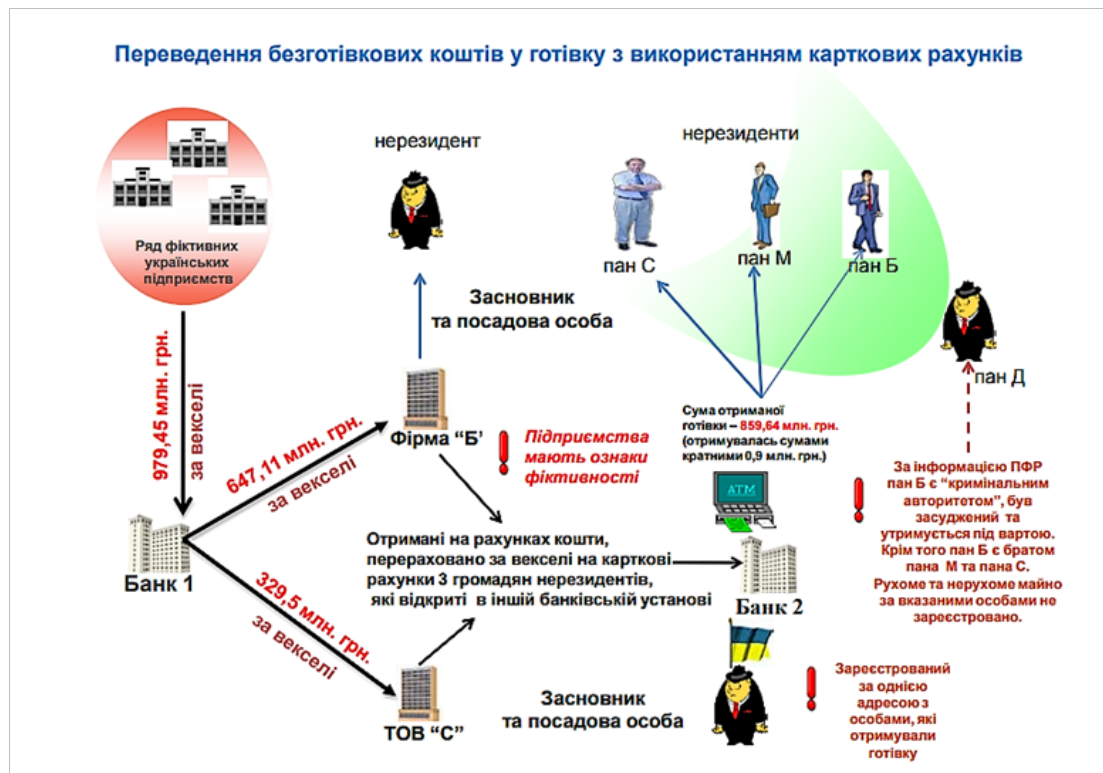 Переведення безготівкових коштів у готівку з використанням карткових рахунків
нерезидент
нерезиденти
Ряд фіктивних
українських
підприємств
пан С
пан М
пан Б
Засновник
та посадова особа
пан Д
979,45 млн. грн.
за векселі
647,11 млн. грн.
за векселі
Фірма “Б’
Підприємства
мають ознаки
фіктивності
Сума отриманої
готівки – 859,64 млн. грн.
(отримувалась сумами
кратними 0,9 млн. грн.)
ATM
За інформацією ПФР
пан Б є “кримінальним
авторитетом”, був
засуджений та
утримується під вартою.
Крім того пан Б є братом
пана М та пана С.
Рухоме та нерухоме майно
за вказаними особами не
зареєстровано.
Банк 1
Отримані на рахунках кошти,
перераховано за векселі на карткові
рахунки 3 громадян нерезидентів,
які відкриті в іншій банківській установі
Банк 2
329,5 млн. грн.
за векселі
ТОВ “С”
Засновник
та посадова особа
Зареєстрований
за однією
адресою з
особами, які
отримували
готівку